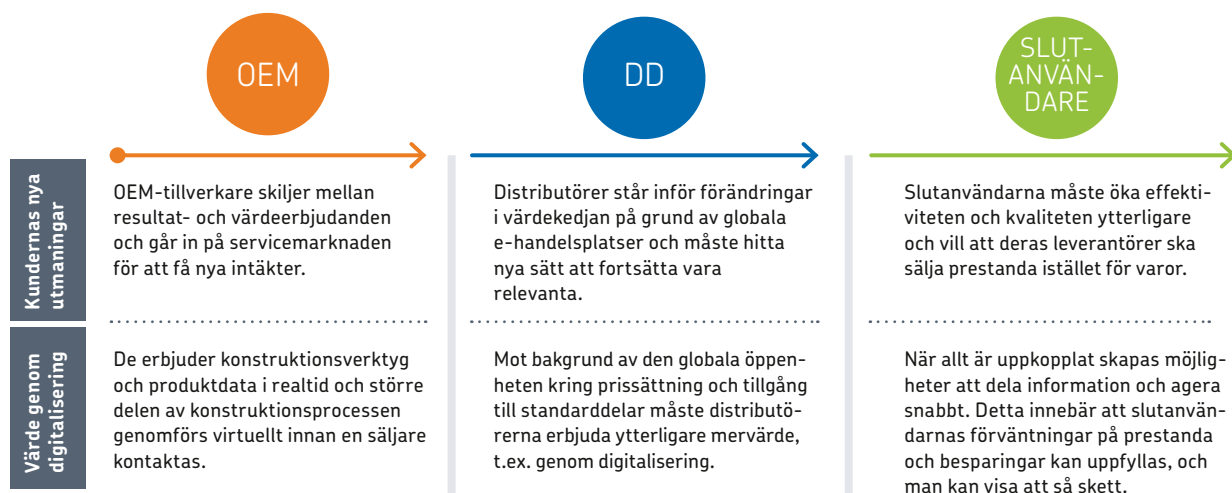 OEM
DD
SLUT-
ANVÄN-
DARE
Kundernas nya
utmaningar
OEM-tillverkare skiljer mellan
resultat- och värdeerbjudanden
och går in på servicemarknaden
för att få nya intäkter.
Distributörer står inför förändringar
i värdekedjan på grund av globala
e-handelsplatser och måste hitta
nya sätt att fortsätta vara
relevanta.
Slutanvändarna måste öka effekti-
viteten och kvaliteten ytterligare
och vill att deras leverantörer ska
sälja prestanda istället för varor.
Värde genom
digitalisering
De erbjuder konstruktionsverktyg
och produktdata i realtid och större
delen av konstruktionsprocessen
genomförs virtuellt innan en säljare
kontaktas.
Mot bakgrund av den globala öppen-
heten kring prissättning och tillgång
till standarddelar måste distributö-
rerna erbjuda ytterligare mervärde,
t.ex. genom digitalisering.
När allt är uppkopplat skapas möjlig-
heter att dela information och agera
snabbt. Detta innebär att slutanvän-
darnas förväntningar på prestanda
och besparingar kan uppfyllas, och
man kan visa att så skett.